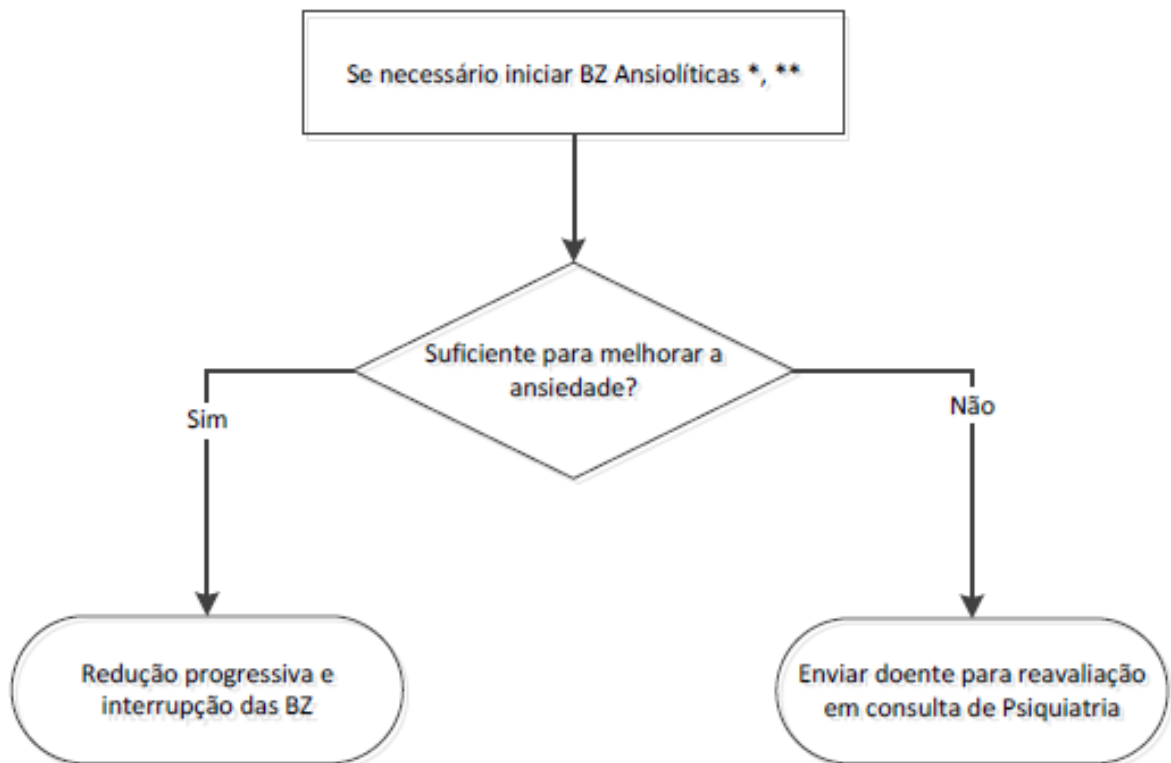 Se necessário iniciar BZ Ansiolíticas *, **
Suficiente para melhorar a
ansiedade?
Sim
Não
Redução progressiva e
interrupção das BZ
Enviar doente para reavaliação
em consulta de Psiquiatria